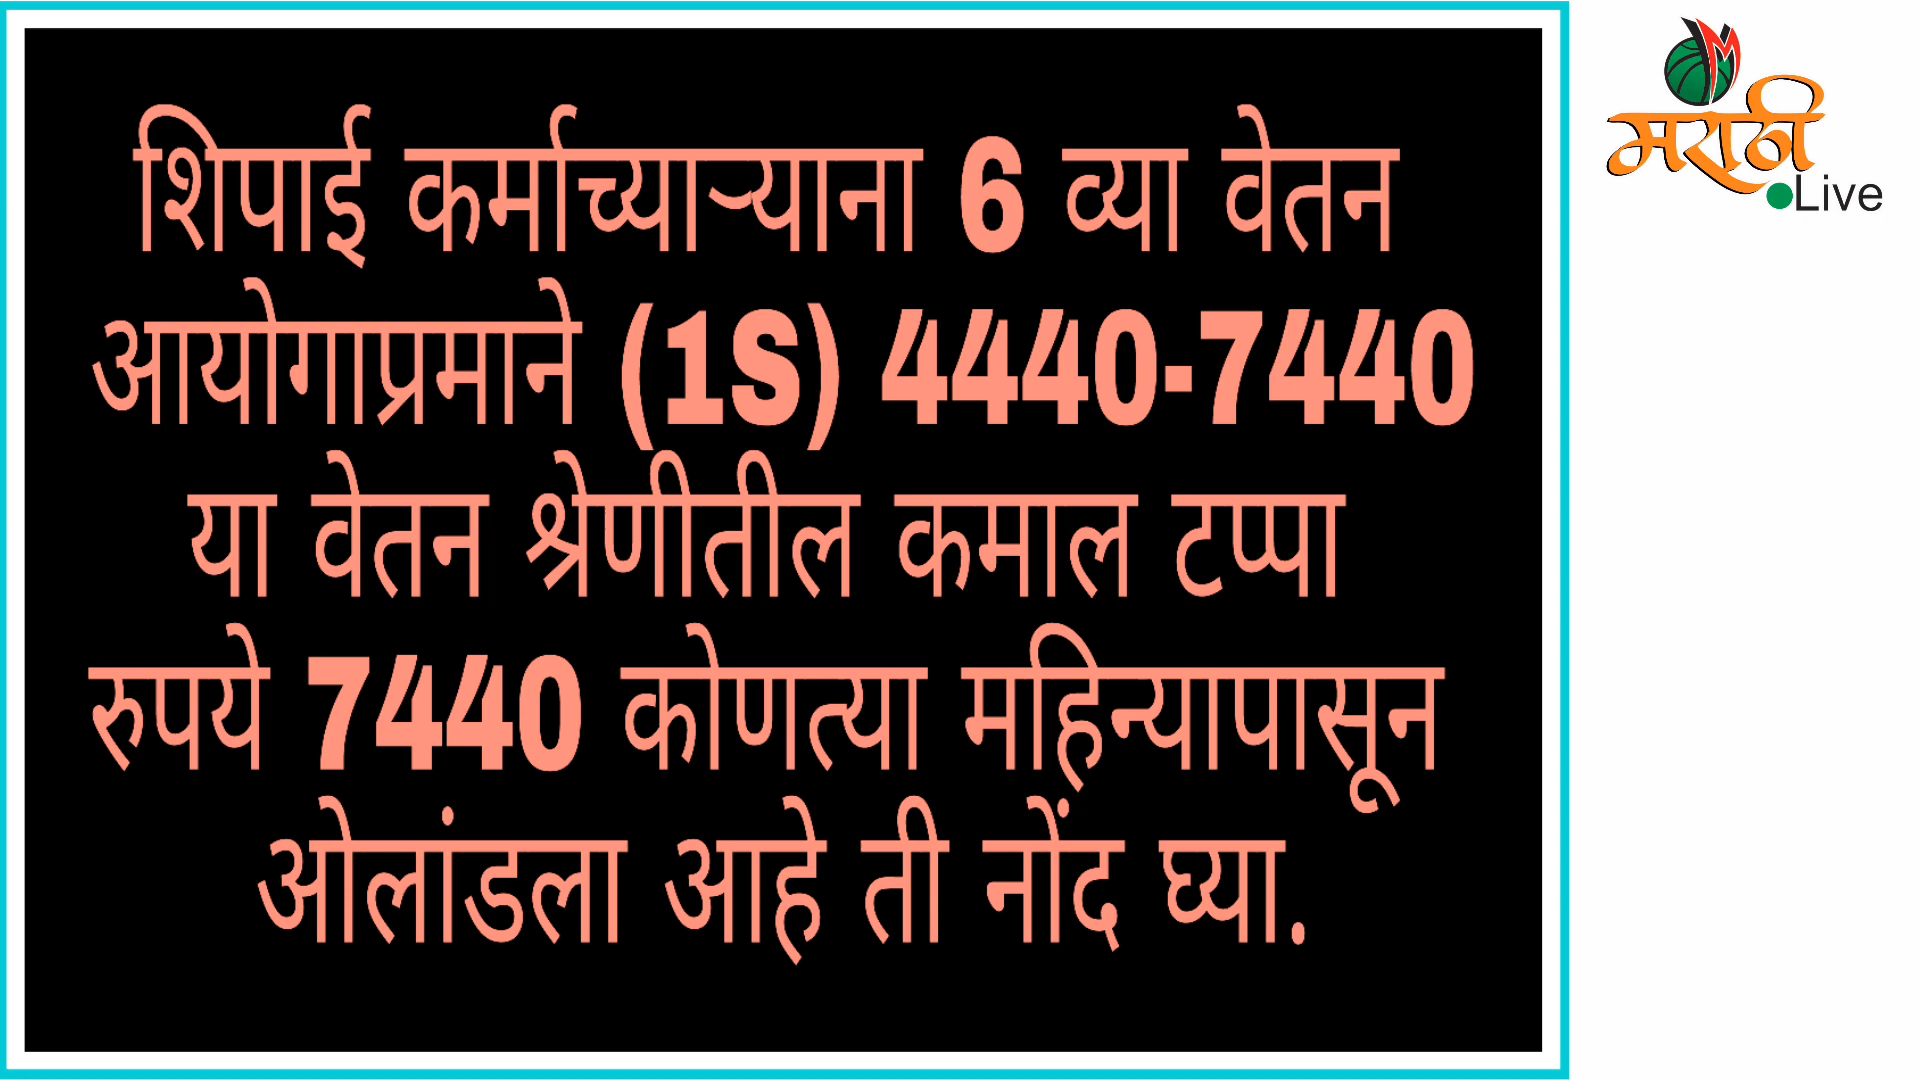 शिपाई कर्माच्याऱ्याना 6 व्या वेतन
आयोगाप्रमाने (1S) 4440-7440
या वेतन श्रेणीतील कमाल टप्पा
रुपये 7440 कोणत्या महिन्यापासून
ओलांडला आहे ती नोंद घ्या.
M
मराठी
Live